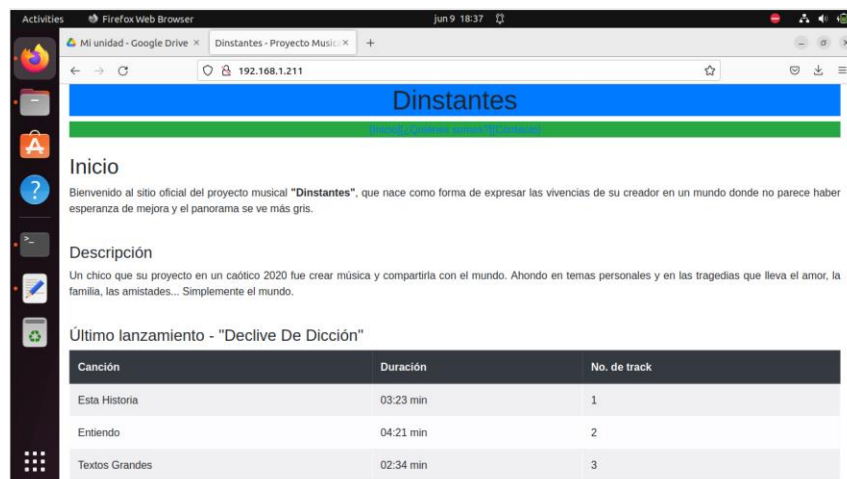 Activities Firefox Web Browser jun 9 18:37
Mi unidad - Google Drive × Dinstantes - Proyecto Music × +
192.168.1.211
Dinstantes
[Inicio][¿Quiénes somos?][Contacto]
Inicio
Bienvenido al sitio oficial del proyecto musical "Dinstantes", que nace como forma de expresar las vivencias de su creador en un mundo donde no parece haber
esperanza de mejora y el panorama se ve más gris.
Descripción
Un chico que su proyecto en un caótico 2020 fue crear música y compartirla con el mundo. Ahondo en temas personales y en las tragedias que lleva el amor, la
familia, las amistades... Simplemente el mundo.
Último lanzamiento - "Declive De Dicción"
Canción Duración No. de track
Esta Historia 03:23 min 1
Entiendo 04:21 min 2
Textos Grandes 02:34 min 3